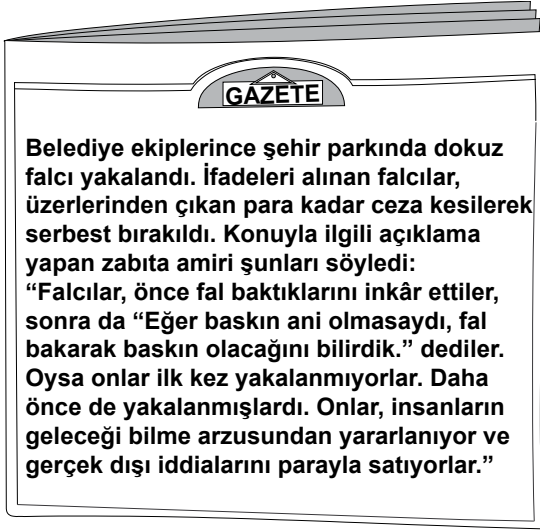 GAZETE
Belediye ekiplerince şehir parkında dokuz
falcı yakalandı. İfadeleri alınan falcılar,
üzerlerinden çıkan para kadar ceza kesilerek
serbest bırakıldı. Konuyla ilgili açıklama
yapan zabıta amiri şunları söyledi:
“Falcılar, önce fal baktıklarını inkâr ettiler,
sonra da “Eğer baskın ani olmasaydı, fal
bakarak baskın olacağını bilirdik.” dediler.
Oysa onlar ilk kez yakalanmıyorlar. Daha
önce de yakalanmışlardı. Onlar, insanların
geleceği bilme arzusundan yararlanıyor ve
gerçek dışı iddialarını parayla satıyorlar.”